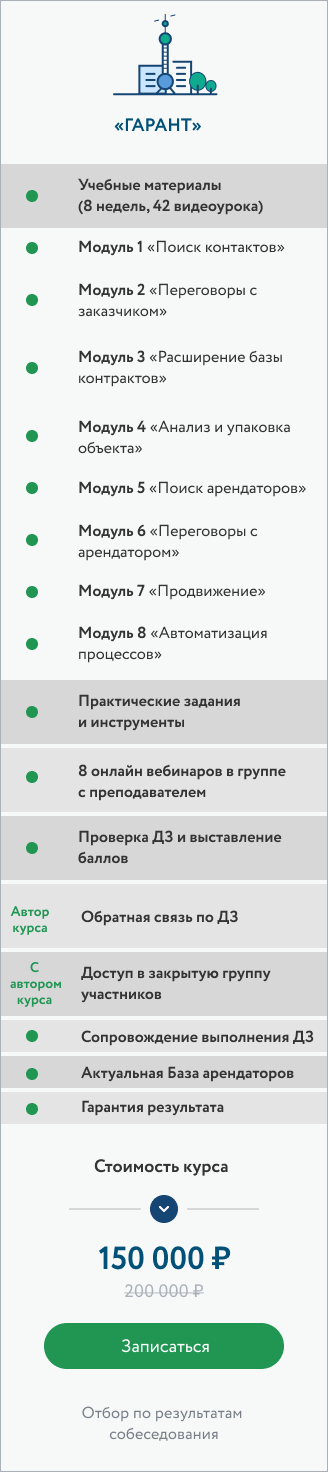 «ГАРАНТ»
Учебные материалы
(8 недель, 42 видеоурока)
Модуль 1 «Поиск контактов»
Модуль 2 «Переговоры с
заказчиком»
Модуль 3 «Расширение базы
контрактов»
Модуль 4 «Анализ и упаковка
объекта»
Модуль 5 «Поиск арендаторов»
Модуль 6 «Переговоры с
арендатором»
Модуль 7 «Продвижение»
Модуль 8 «Автоматизация
процессов»
Практические задания
и инструменты
8 онлайн вебинаров в группе
с преподавателем
Проверка ДЗ и выставление
баллов
Автор
курса
Обратная связь по ДЗ
С
автором
курса
Доступ в закрытую группу
участников
Сопровождение выполнения ДЗ
Актуальная База арендаторов
Гарантия результата
Стоимость курса
150 000 ₽
200 000 ₽
Записаться
Отбор по результатам
собеседования